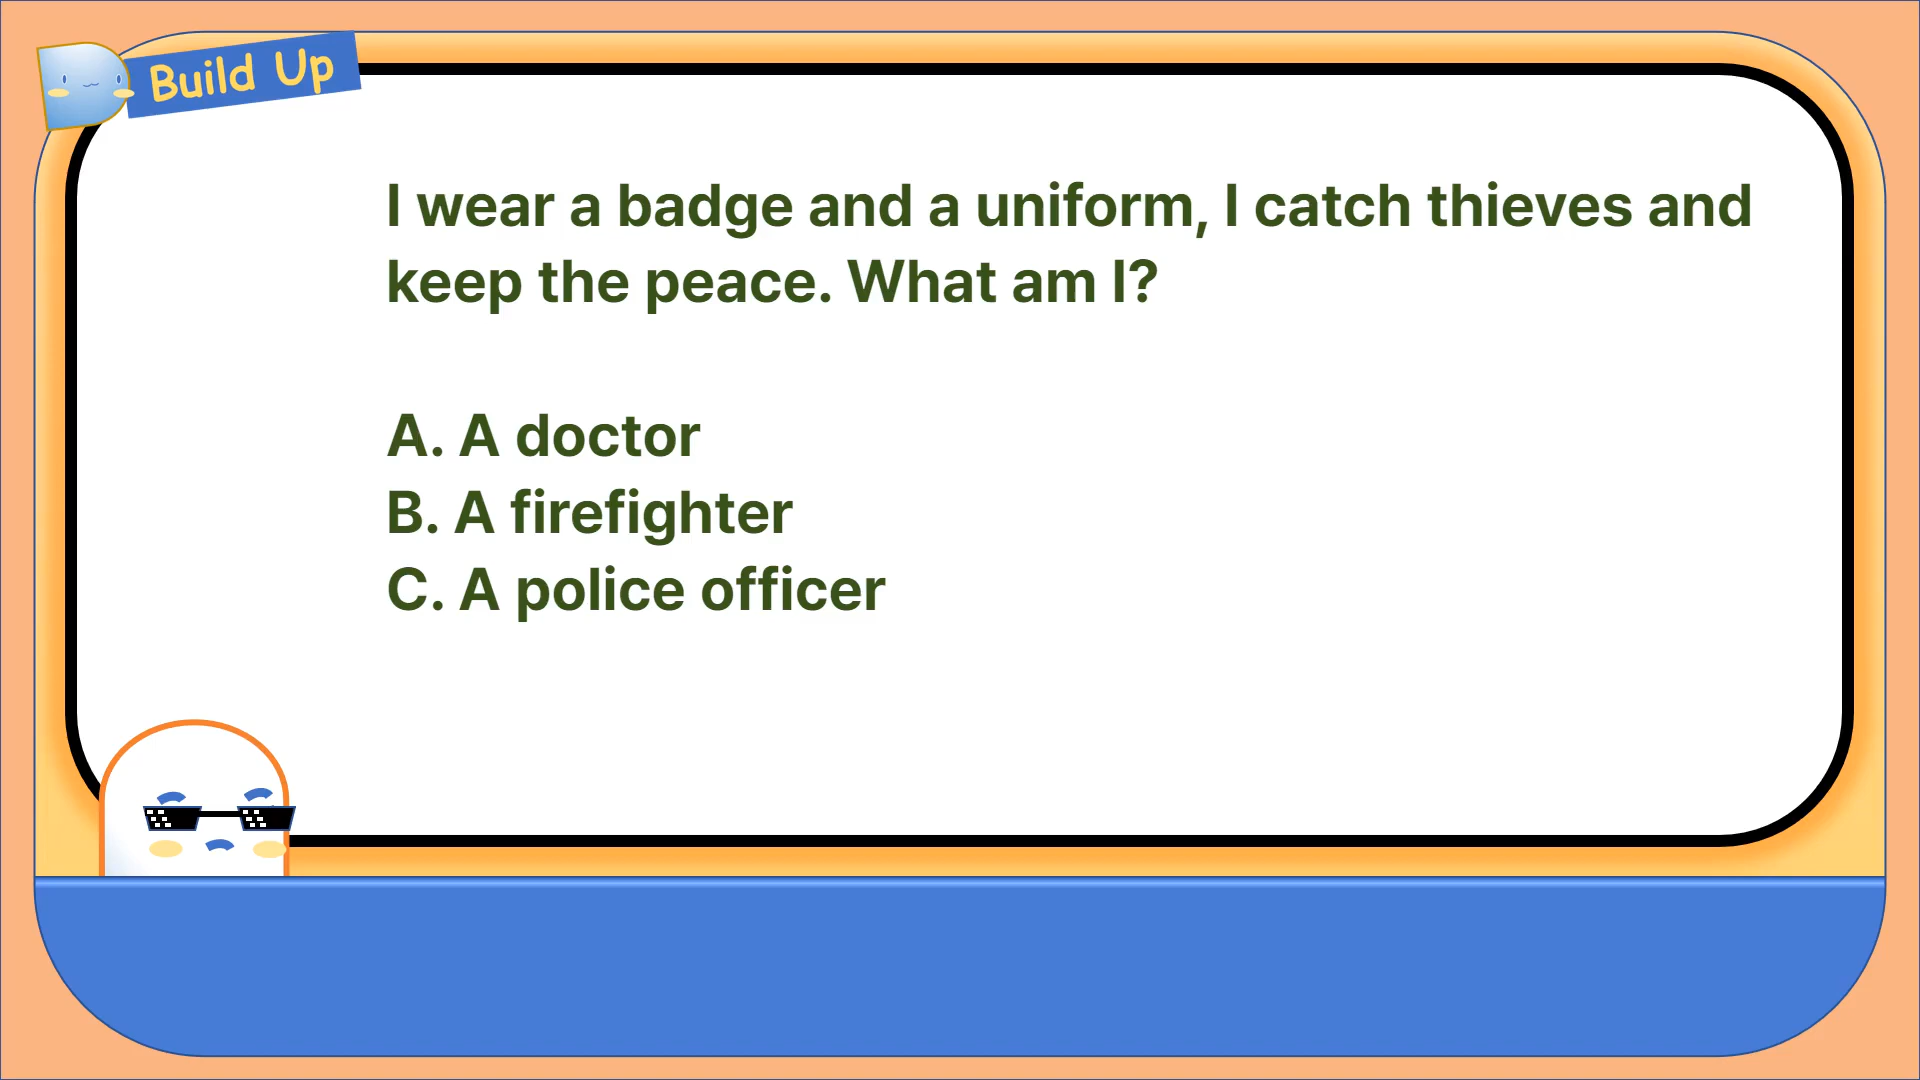 Build Up
I wear a badge and a uniform, I catch thieves and
keep the peace. What am I?
A. A doctor
B. A firefighter
C. A police officer